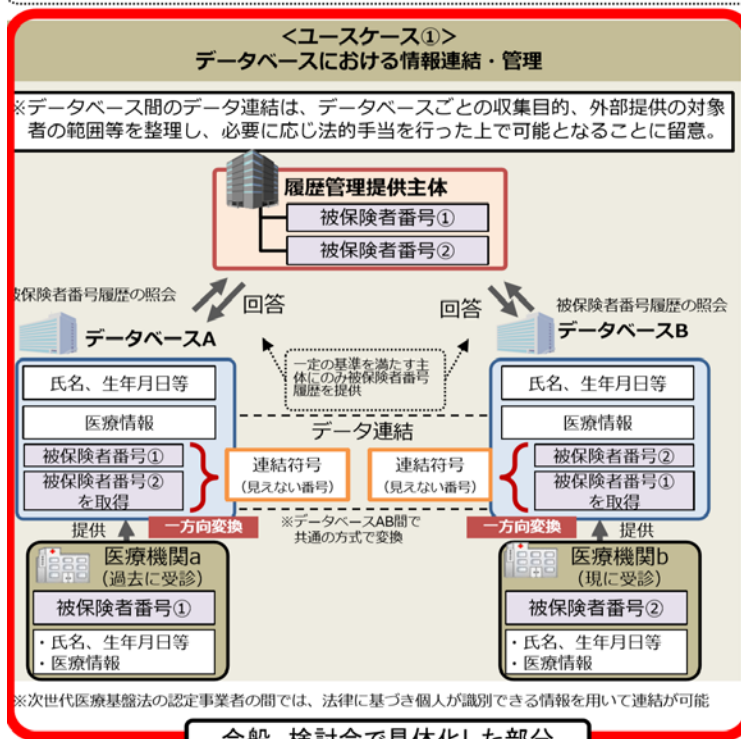 <ユースケース①>
データベースにおける情報連結・管理
※データベース間のデータ連結は、データベースごとの収集目的、外部提供の対象
者の範囲等を整理し、必要に応じ法的手当を行った上で可能となることに留意。
履歴管理提供主体
被保険者番号①
被保険者番号②
被保険者番号履歴の照会
回答
回答
被保険者番号履歴の照会
データベースA
データベースB
一定の基準を満たす主
体にのみ被保険者番号
履歴を提供
氏名、生年月日等
医療情報
被保険者番号①
被保険者番号②
を取得
データ連結
連結符号
(見えない番号)
連結符号
(見えない番号)
氏名、生年月日等
医療情報
被保険者番号②
被保険者番号①
を取得
提供
一方向変換
※データベースAB間で
共通の方式で変換
一方向変換
提供
医療機関a
(過去に受診)
被保険者番号①
・氏名、生年月日等
・医療情報
医療機関b
(現に受診)
被保険者番号②
・氏名、生年月日等
・医療情報
※次世代医療基盤法の認定事業者の間では、法律に基づき個人が識別できる情報を用いて連結が可能
今般、検討会で具体化した部分